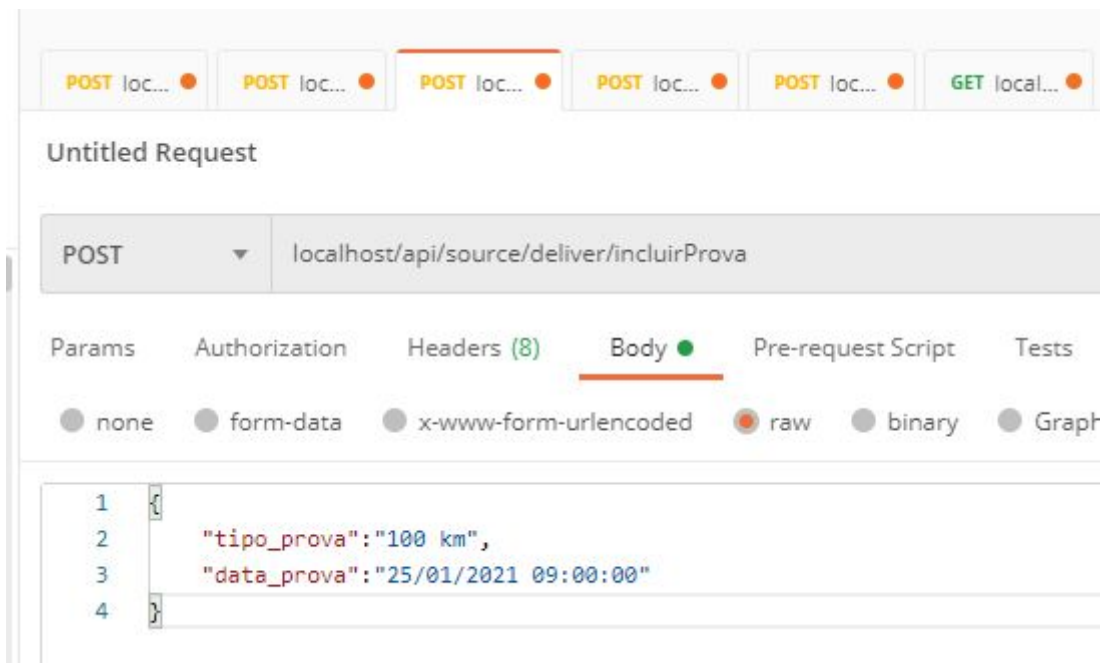 POST loc... POST loc... POST loc... POST loc... POST loc... GET local...
Untitled Request
POST localhost/api/source/deliver/incluirProva
Params Authorization Headers (8) Body Pre-request Script Tests
none form-data x-www-form-urlencoded raw binary Graph
1 {
2 "tipo_prova":"100 km",
3 "data_prova":"25/01/2021 09:00:00"
4 }